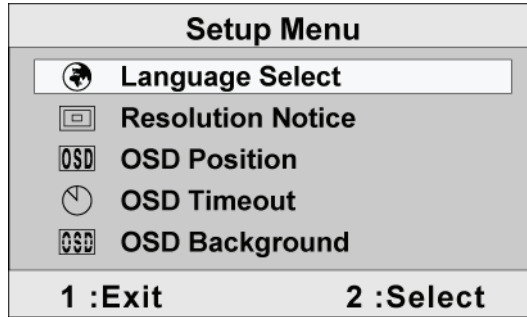 Setup Menu
Language Select
Resolution Notice
OSD OSD Position
OSD Timeout
OSD OSD Background
1 :Exit 2 :Select